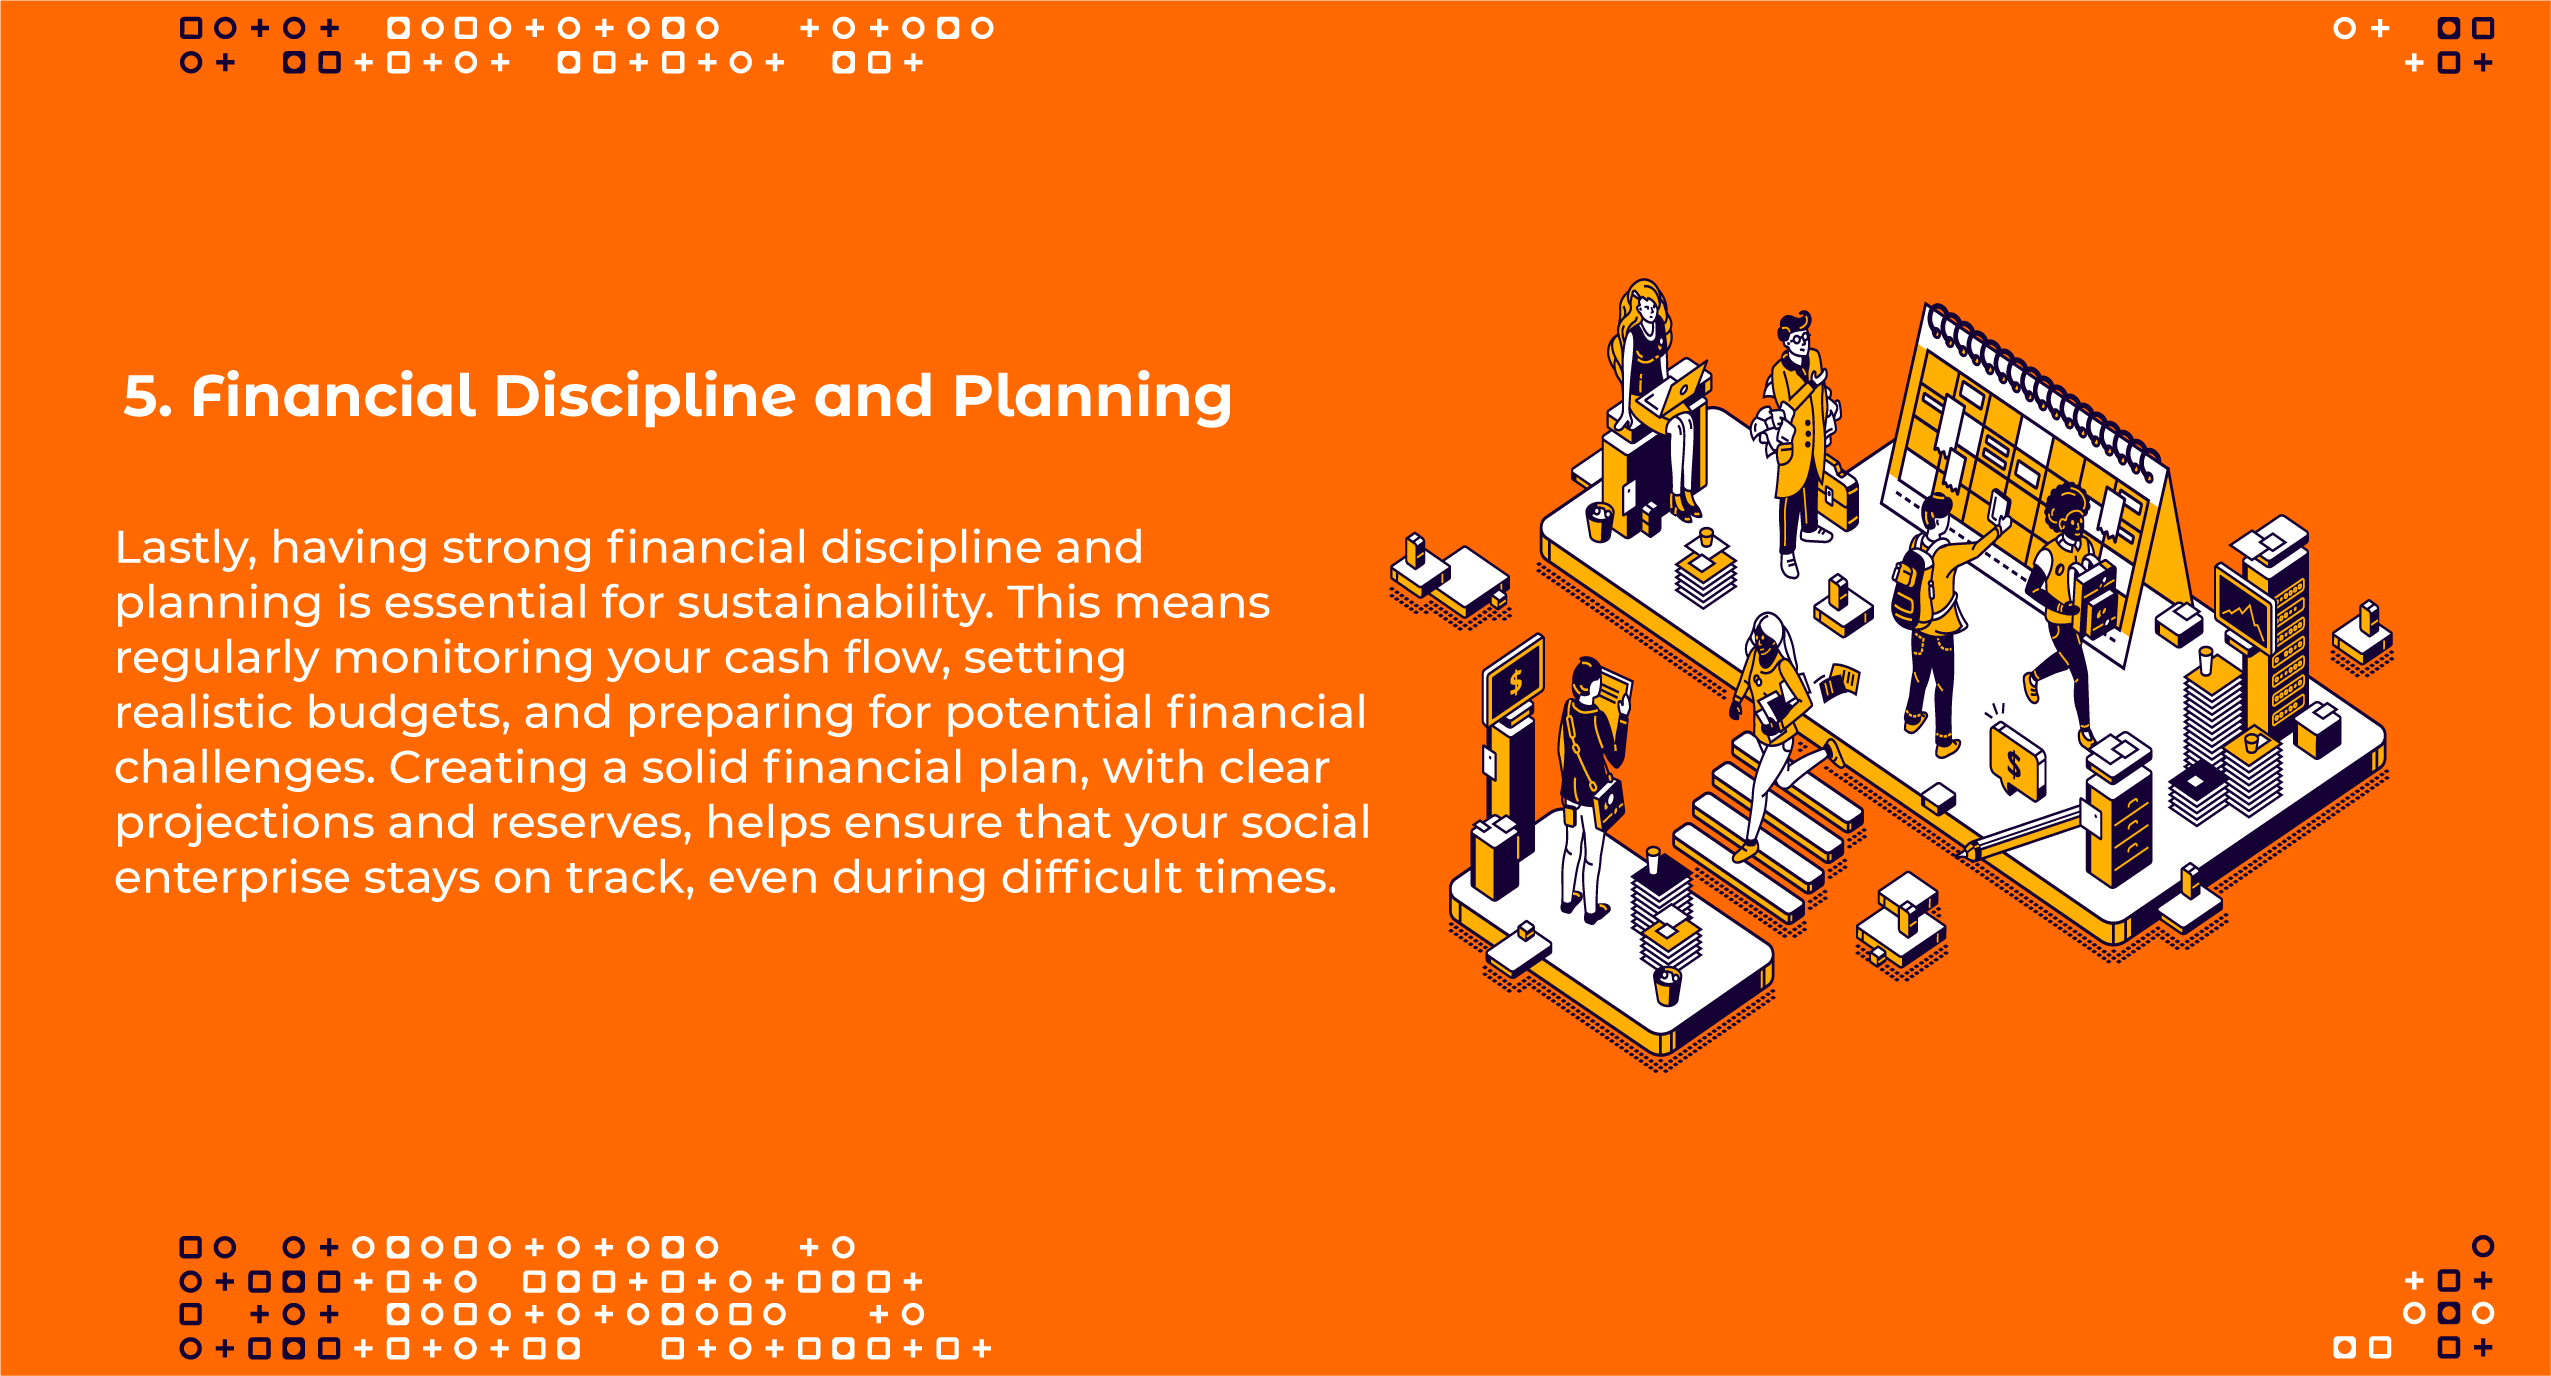 5. Financial Discipline and Planning
Lastly, having strong financial discipline and
planning is essential for sustainability. This means
regularly monitoring your cash flow, setting
realistic budgets, and preparing for potential financial
challenges. Creating a solid financial plan, with clear
projections and reserves, helps ensure that your social
enterprise stays on track, even during difficult times.
$
$